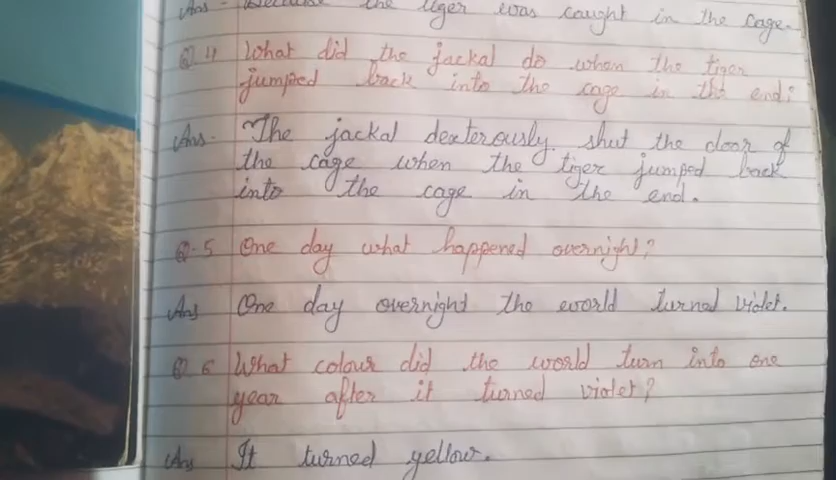 Ans - Because the tiger was caught in the cage.
Q 4 What did the jackal do when the tiger
jumped back into the cage in the end?
Ans - The jackal dexterously shut the door of
the cage when the tiger jumped back
into the cage in the end.
Q-5 One day what happened overnight?
Ans One day overnight the world turned violet.
Q 6 What colour did the world turn into one
year after it turned violet?
Ans It turned yellow.